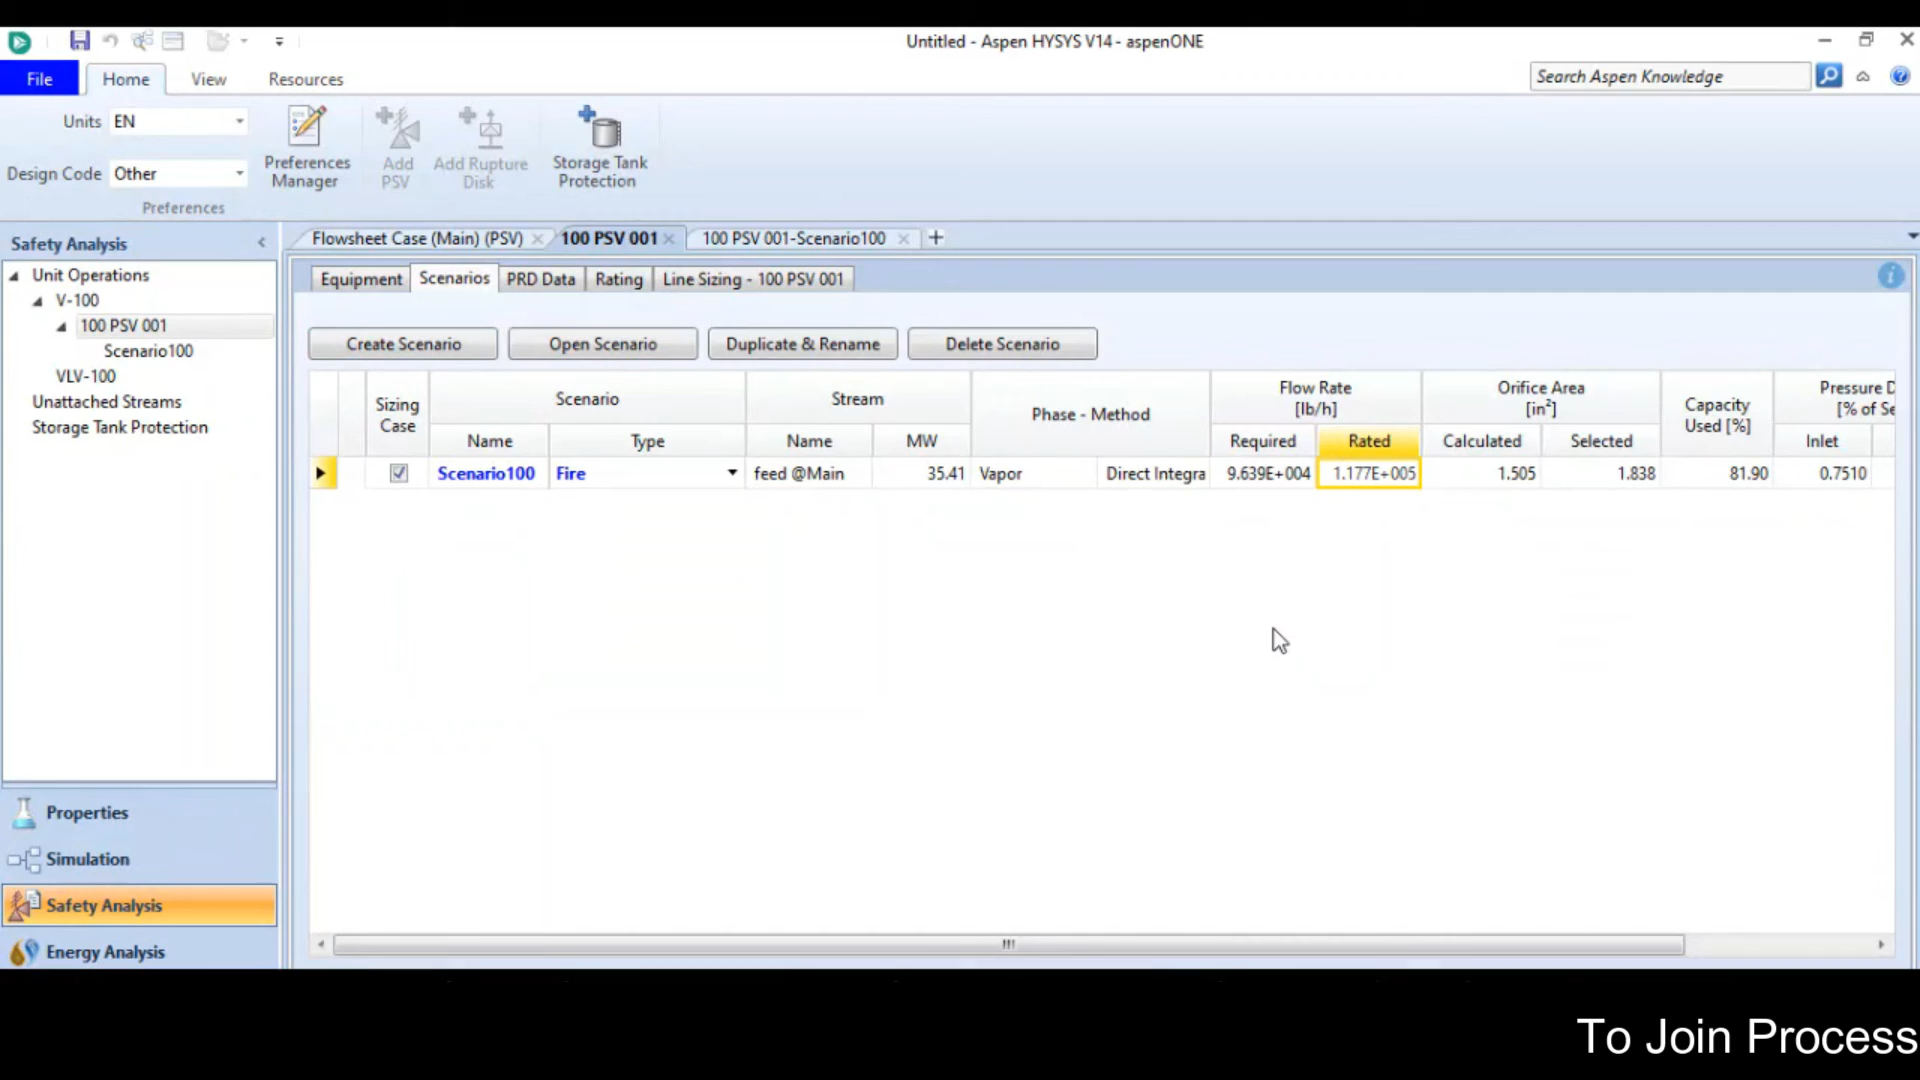 Untitled - Aspen HYSYS V14 - aspenONE
File Home View Resources
Search Aspen Knowledge
Units EN
Design Code Other
Preferences
Manager
Add
PSV
Add Rupture
Disk
Storage Tank
Protection
Preferences
Safety Analysis
Flowsheet Case (Main) (PSV) 100 PSV 001 100 PSV 001-Scenario100
Unit Operations
V-100
100 PSV 001
Scenario100
VLV-100
Unattached Streams
Storage Tank Protection
Equipment Scenarios PRD Data Rating Line Sizing - 100 PSV 001
Create Scenario Open Scenario Duplicate & Rename Delete Scenario
Sizing
Case
Scenario
Name Type
Stream
Name MW
Phase - Method
Flow Rate
[lb/h]
Required Rated
Orifice Area
[in²]
Calculated Selected
Capacity
Used [%]
Pressure D
[% of Se
Inlet
Scenario100 Fire feed @Main 35.41 Vapor Direct Integra 9.639E+004 1.177E+005 1.505 1.838 81.90 0.7510
Properties
Simulation
Safety Analysis
Energy Analysis
To Join Process